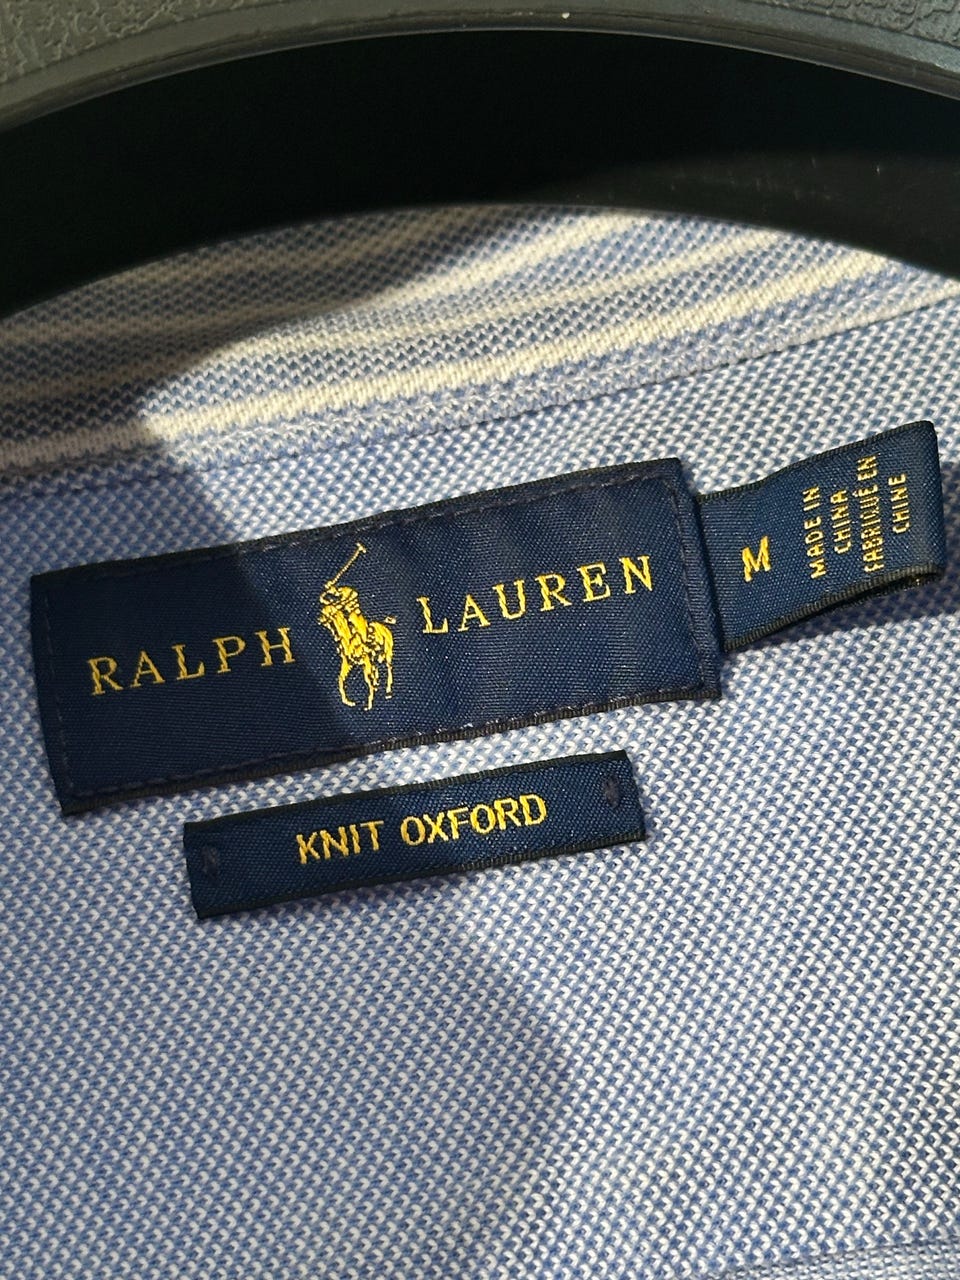 RALPH LAUREN
M
MADE IN
CHINA
FABRIQUÉ EN
CHINE
KNIT OXFORD